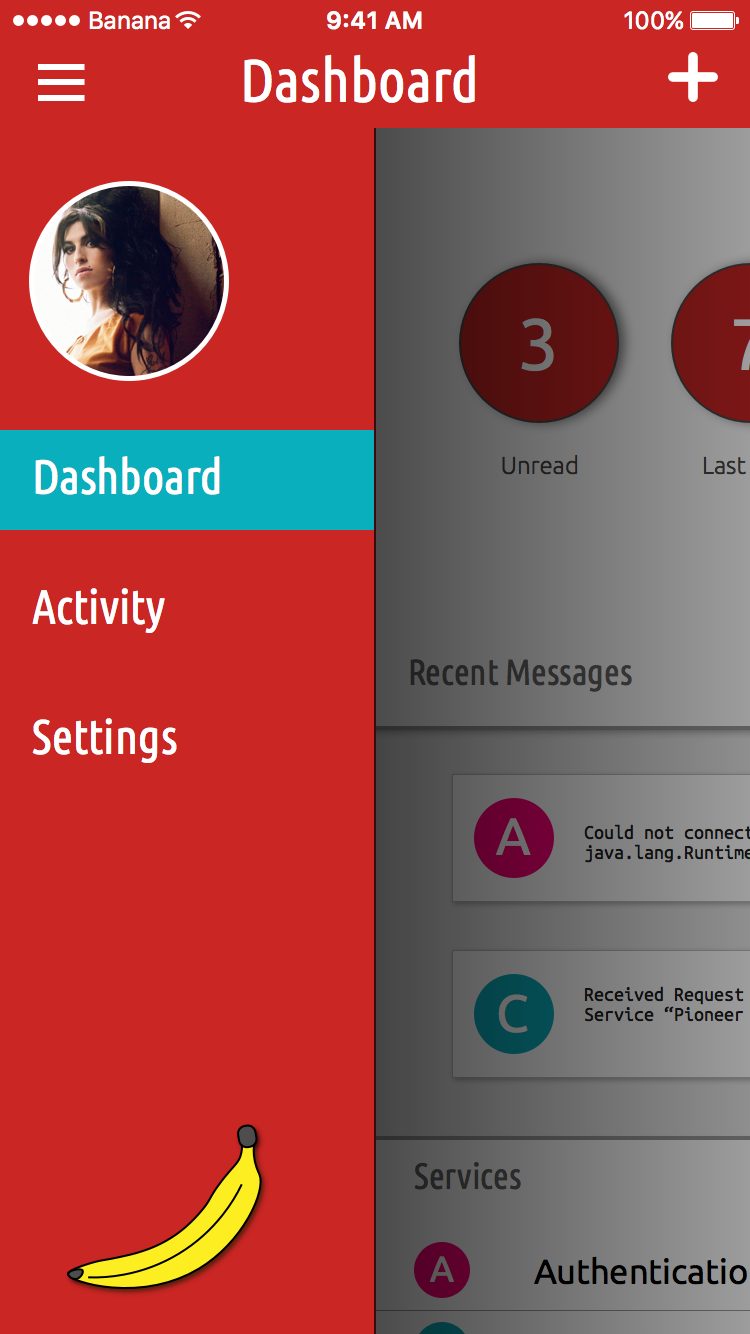 Banana 9:41 AM 100%
Dashboard
Dashboard
Activity
Settings
3
7
Unread
Last
Recent Messages
A
Could not connect
java.lang.Runtime
C
Received Request
Service “Pioneer
Services
A
Authenticatio